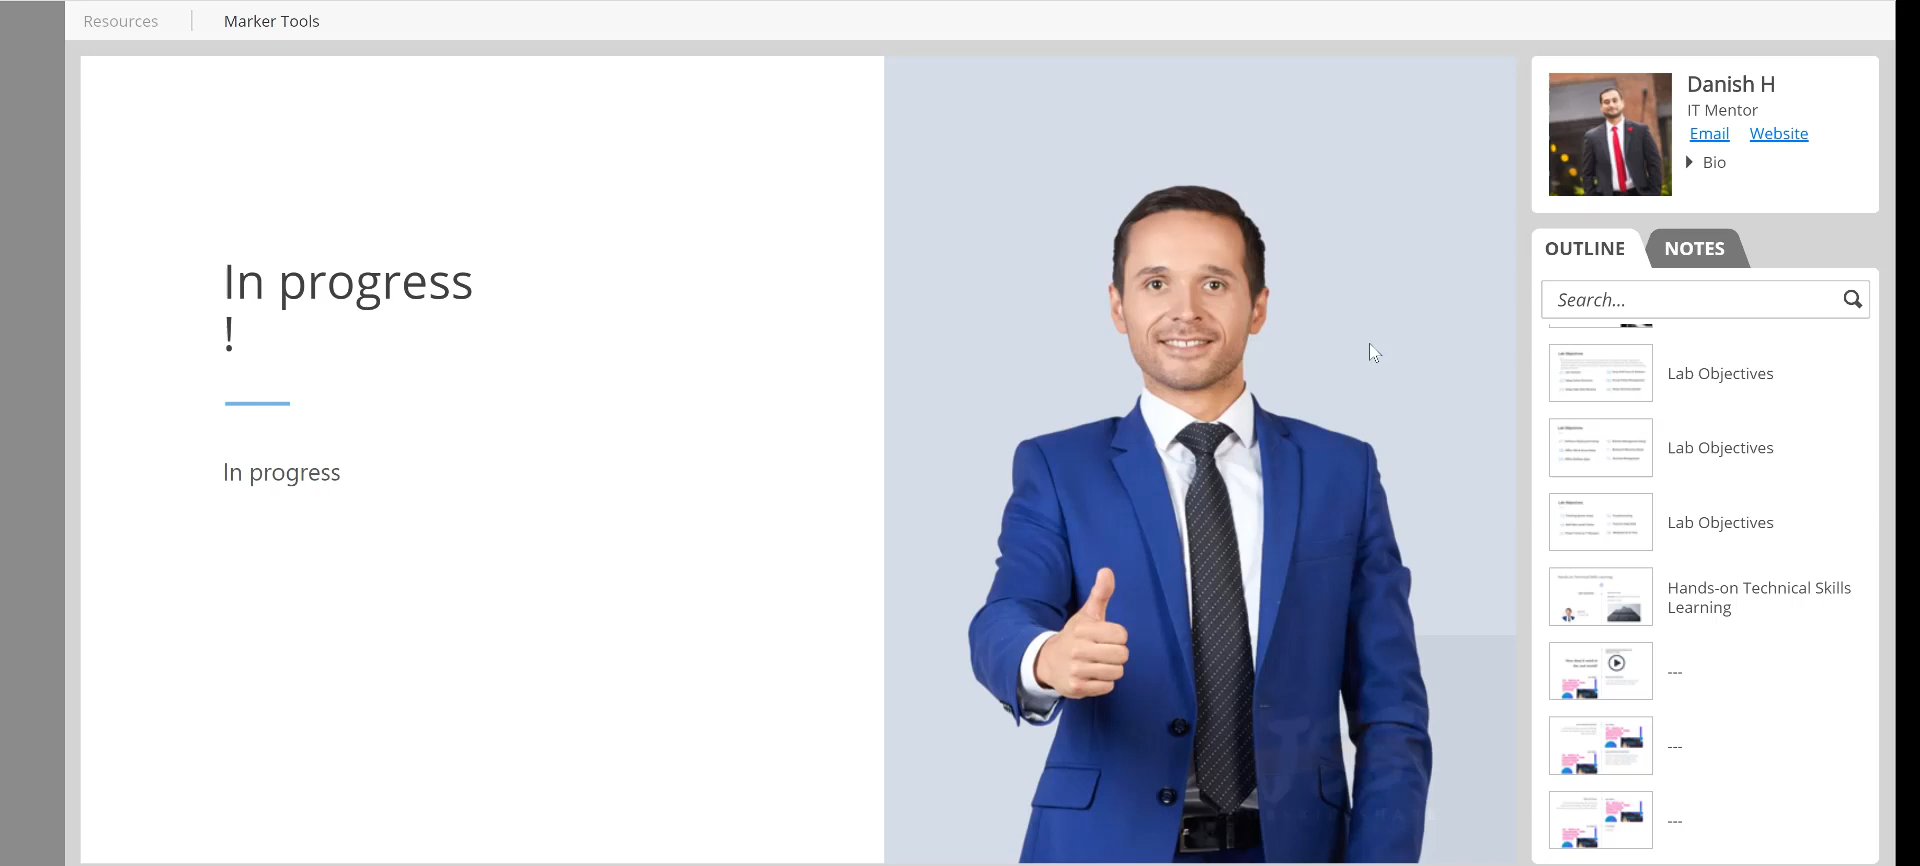 Resources
Marker Tools
In progress
!
In progress
Danish H
IT Mentor
Email Website
Bio
OUTLINE
NOTES
Search...
Lab Objectives
Lab Objectives
Lab Objectives
Hands-on Technical Skills
Learning
---
---
---